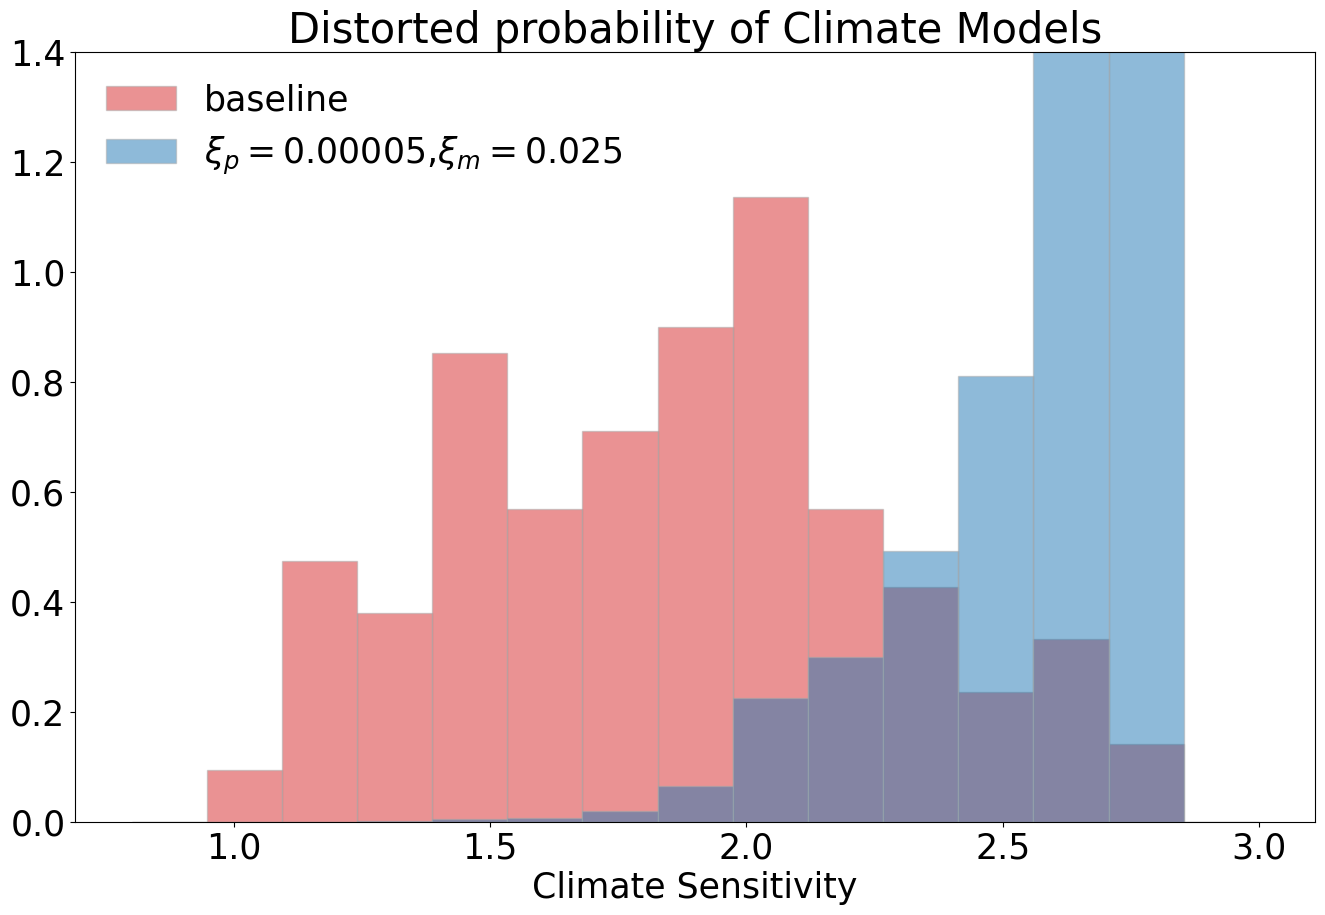 Distorted probability of Climate Models
baseline
ξp = 0.00005,ξm = 0.025
1.4
1.2
1.0
0.8
0.6
0.4
0.2
0.0
1.0 1.5 2.0 2.5 3.0
Climate Sensitivity